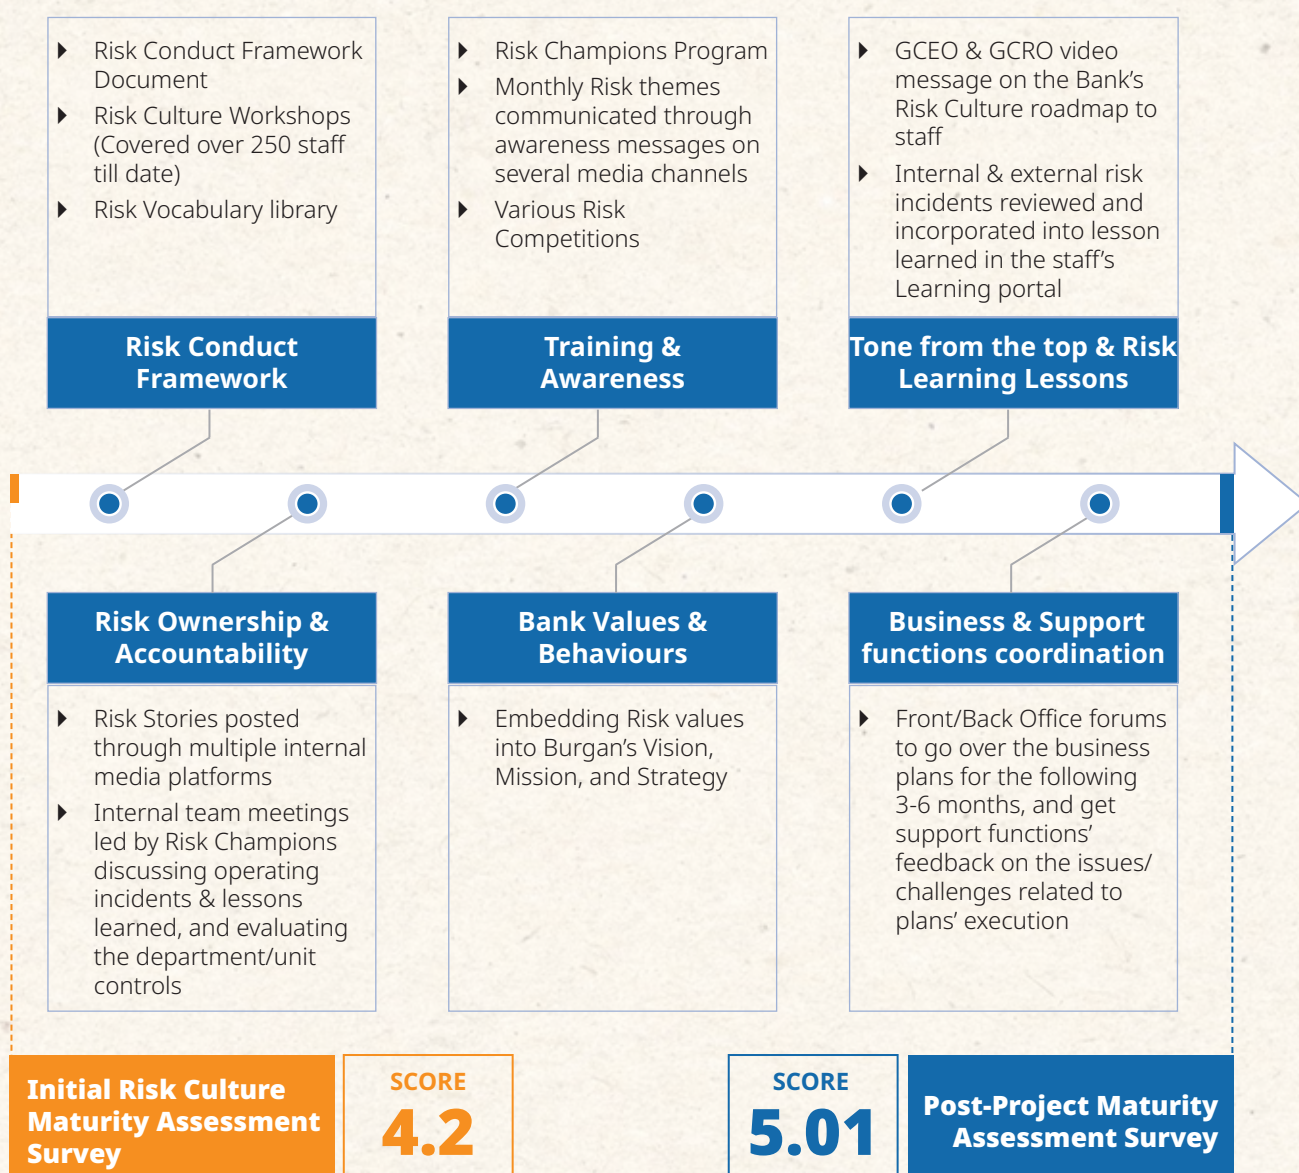 Risk Conduct Framework
Document
Risk Culture Workshops
(Covered over 250 staff
till date)
Risk Vocabulary library
Risk Conduct
Framework
Risk Champions Program
Monthly Risk themes
communicated through
awareness messages on
several media channels
Various Risk
Competitions
Training &
Awareness
GCEO & GCRO video
message on the Bank’s
Risk Culture roadmap to
staff
Internal & external risk
incidents reviewed and
incorporated into lesson
learned in the staff’s
Learning portal
Tone from the top & Risk
Learning Lessons
Risk Ownership &
Accountability
Risk Stories posted
through multiple internal
media platforms
Internal team meetings
led by Risk Champions
discussing operating
incidents & lessons
learned, and evaluating
the department/unit
controls
Bank Values &
Behaviours
Embedding Risk values
into Burgan’s Vision,
Mission, and Strategy
Business & Support
functions coordination
Front/Back Office forums
to go over the business
plans for the following
3-6 months, and get
support functions’
feedback on the issues/
challenges related to
plans’ execution
Initial Risk Culture
Maturity Assessment
Survey
SCORE
4.2
SCORE
5.01
Post-Project Maturity
Assessment Survey